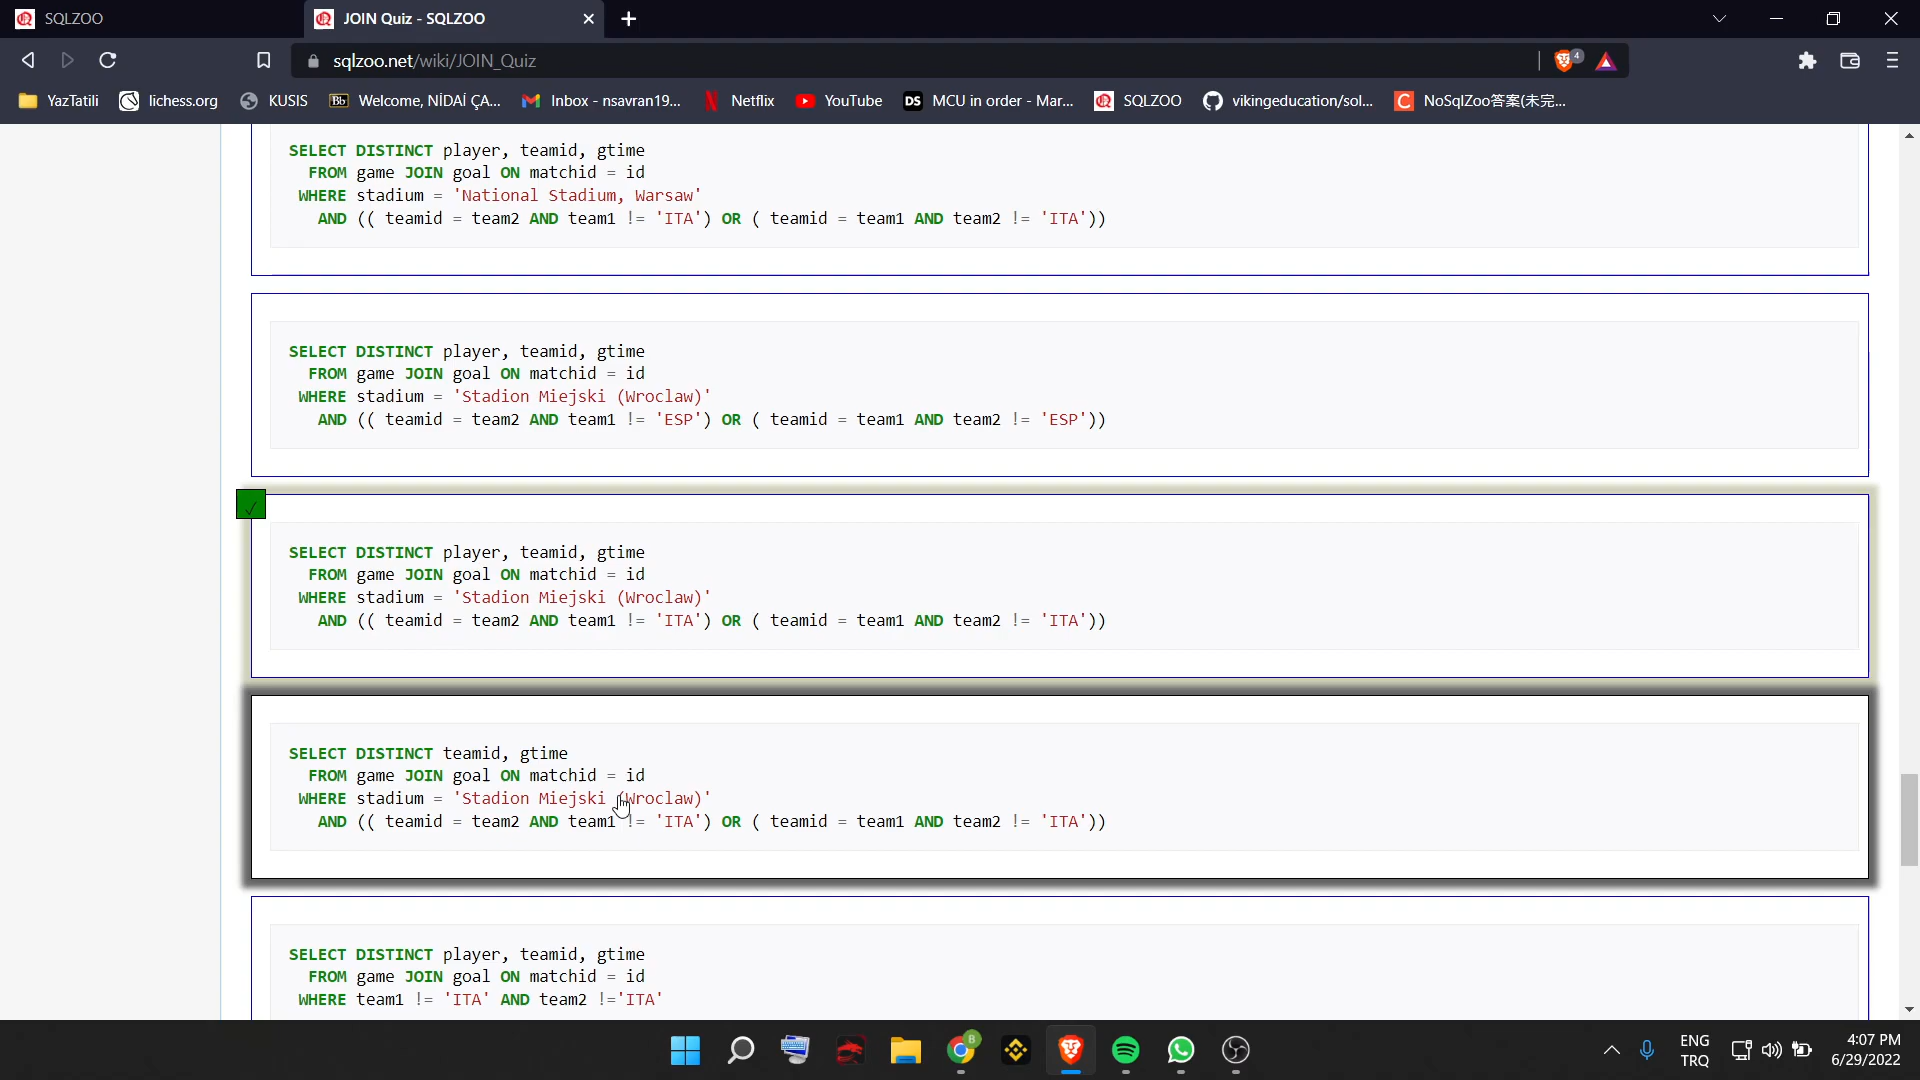 SQLZOO
JOIN Quiz - SQLZOO
sqlzoo.net/wiki/JOIN_Quiz
4
YazTatili
lichess.org
KUSIS
Bb Welcome, NİDAİ ÇA...
Inbox - nsavran19...
Netflix
YouTube
DS MCU in order - Mar...
SQLZOO
vikingeducation/sol...
C NoSqlZoo答案(未完...
SELECT DISTINCT player, teamid, gtime
FROM game JOIN goal ON matchid = id
WHERE stadium = 'National Stadium, Warsaw'
AND (( teamid = team2 AND team1 != 'ITA') OR ( teamid = team1 AND team2 != 'ITA'))
SELECT DISTINCT player, teamid, gtime
FROM game JOIN goal ON matchid = id
WHERE stadium = 'Stadion Miejski (Wroclaw)'
AND (( teamid = team2 AND team1 != 'ESP') OR ( teamid = team1 AND team2 != 'ESP'))
SELECT DISTINCT player, teamid, gtime
FROM game JOIN goal ON matchid = id
WHERE stadium = 'Stadion Miejski (Wroclaw)'
AND (( teamid = team2 AND team1 != 'ITA') OR ( teamid = team1 AND team2 != 'ITA'))
SELECT DISTINCT teamid, gtime
FROM game JOIN goal ON matchid = id
WHERE stadium = 'Stadion Miejski (Wroclaw)'
AND (( teamid = team2 AND team1 != 'ITA') OR ( teamid = team1 AND team2 != 'ITA'))
SELECT DISTINCT player, teamid, gtime
FROM game JOIN goal ON matchid = id
WHERE team1 != 'ITA' AND team2 !='ITA'
B
ENG
TRQ
4:07 PM
6/29/2022